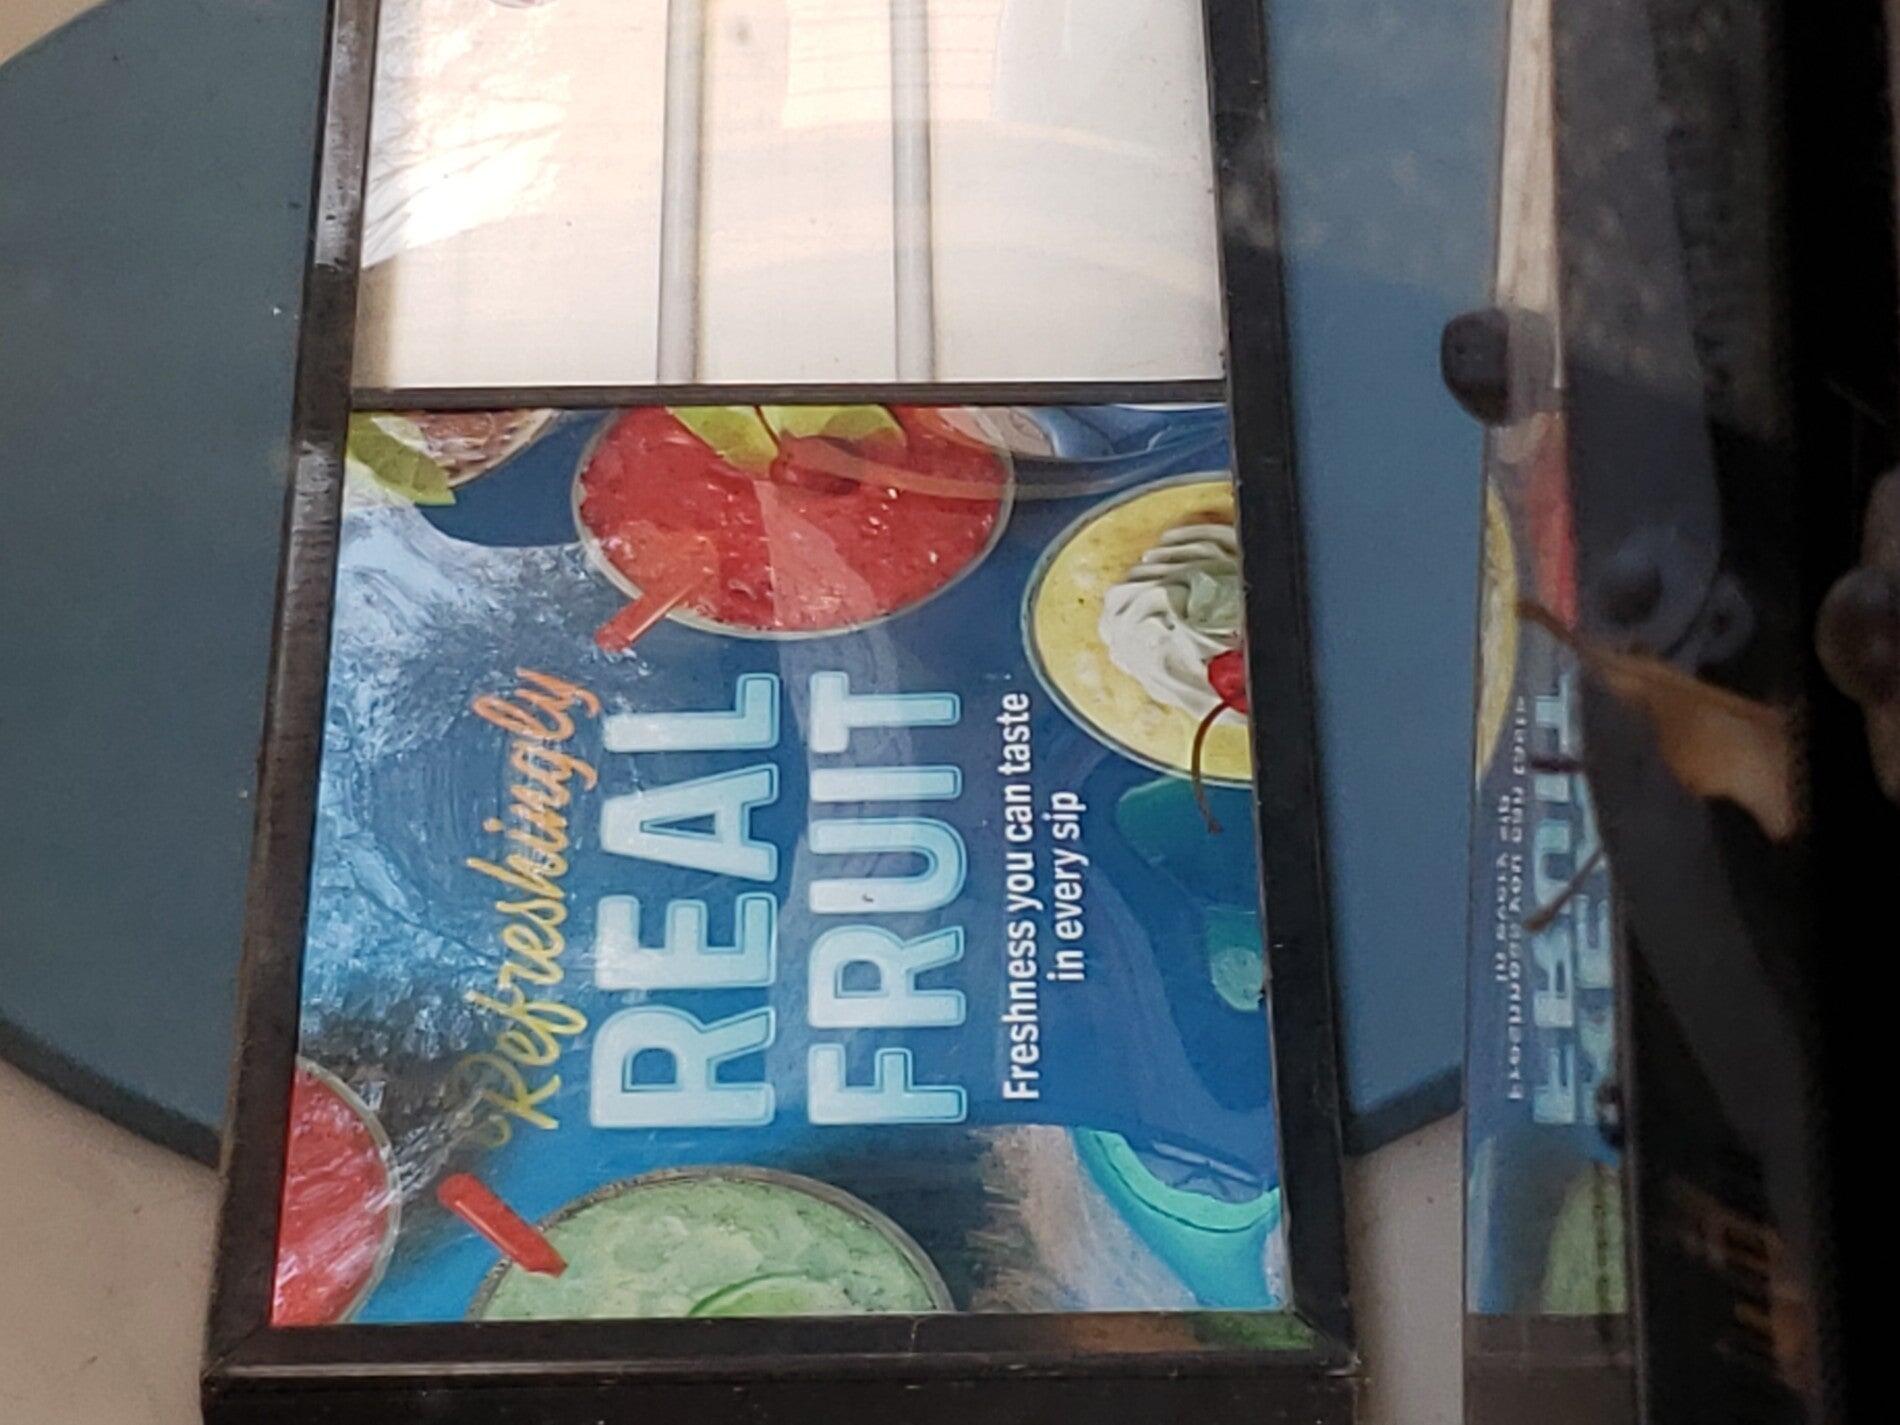 Refreshingly
REAL
FRUIT
Freshness you can taste
in every sip